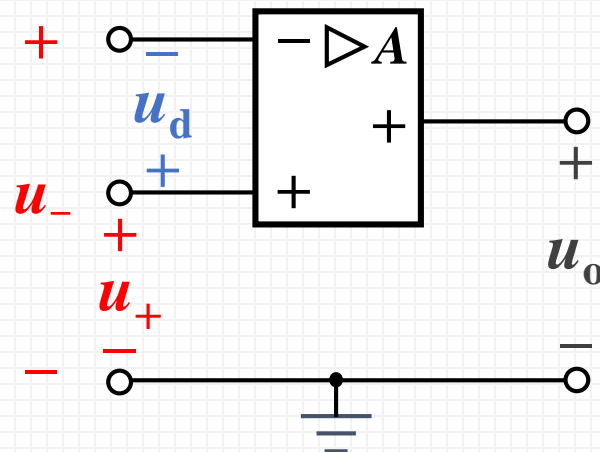 + − − ▷ A
u_d
+ +
u_− + +
+
u_+ u_o
− − −